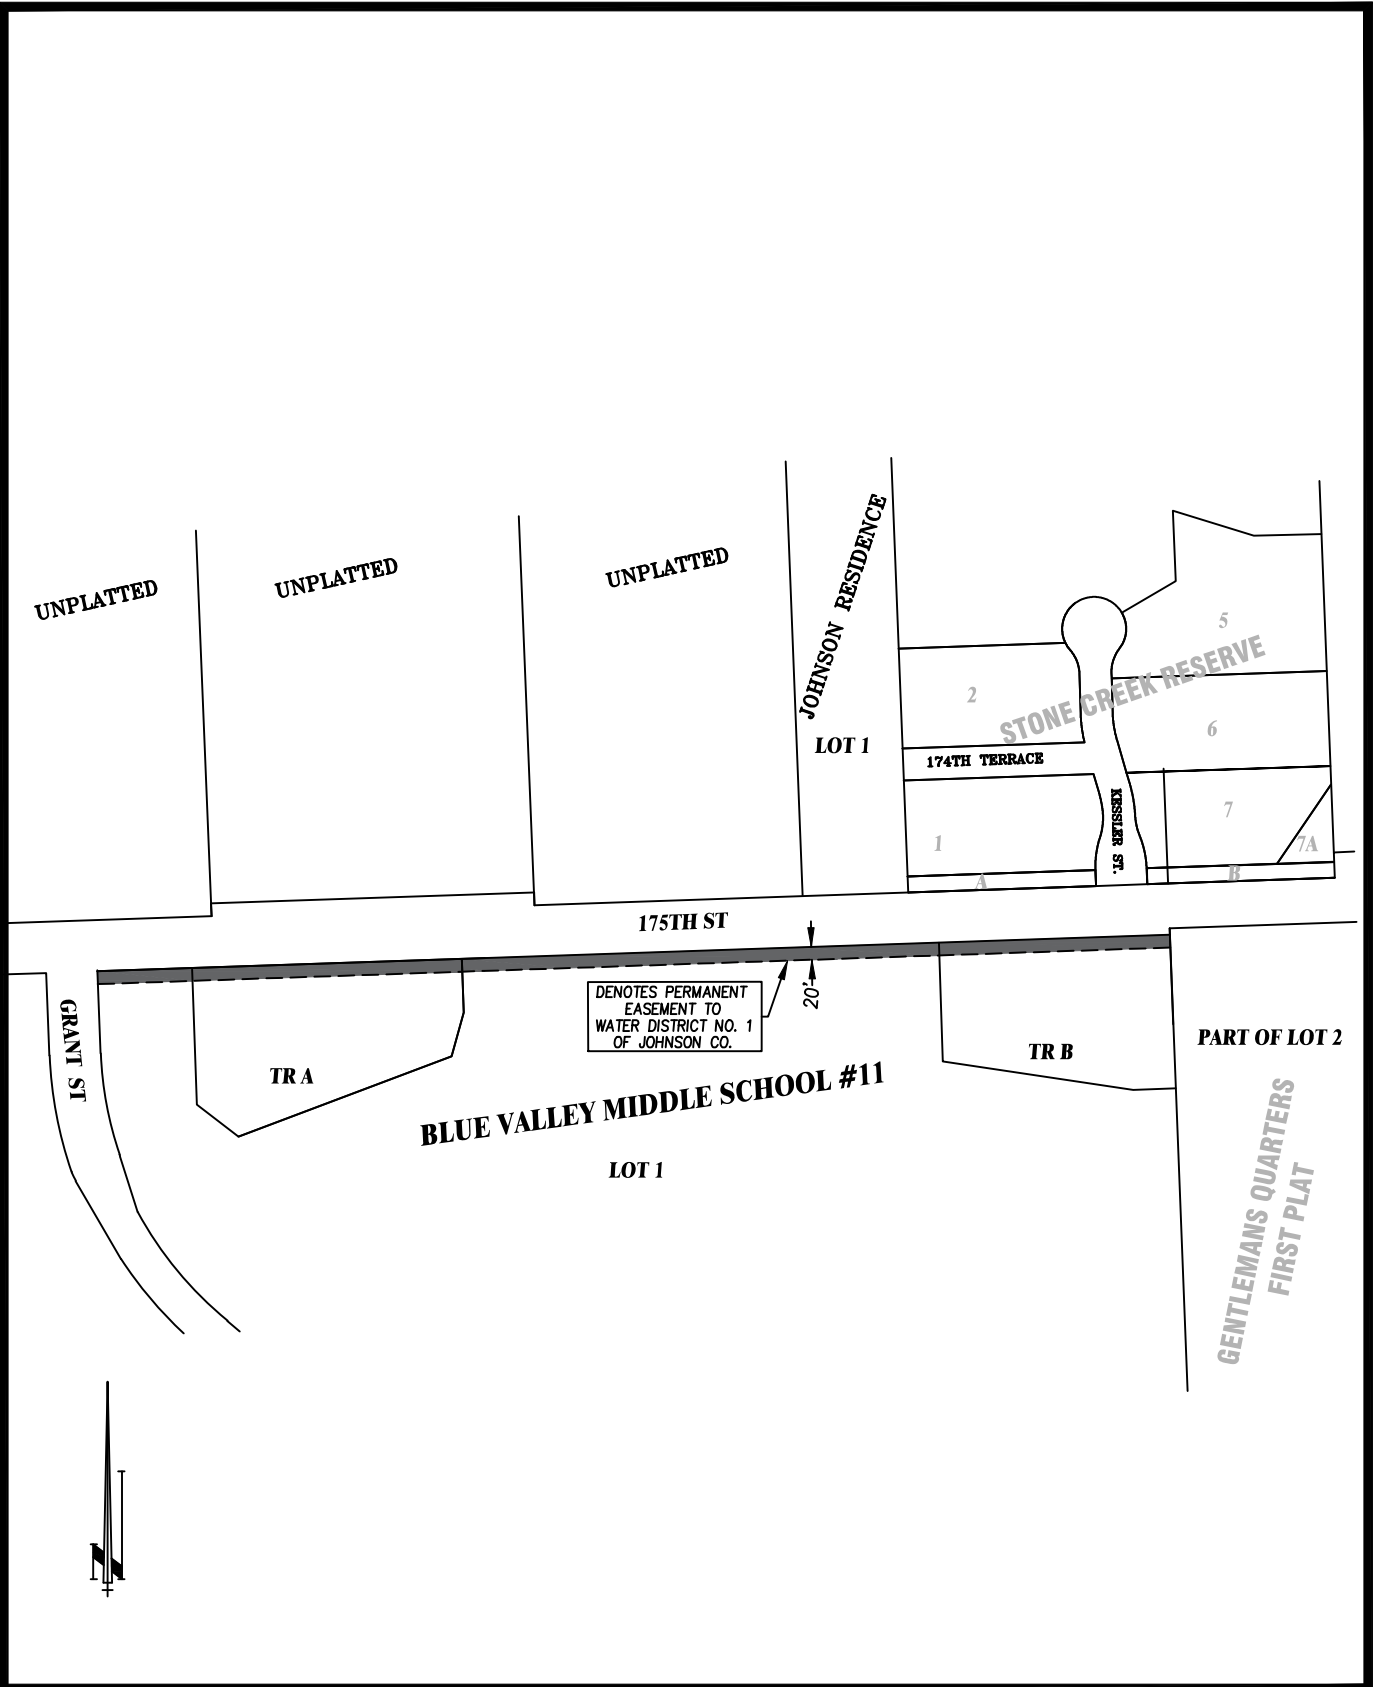 UNPLATTED
UNPLATTED
UNPLATTED
JOHNSON RESIDENCE
LOT 1
5
STONE CREEK RESERVE
2
6
174TH TERRACE
KESSLER ST.
1
7
7A
A
B
175TH ST
20'
DENOTES PERMANENT
EASEMENT TO
WATER DISTRICT NO. 1
OF JOHNSON CO.
GRANT ST
TR A
TR B
PART OF LOT 2
BLUE VALLEY MIDDLE SCHOOL #11
LOT 1
GENTLEMANS QUARTERS
FIRST PLAT
N